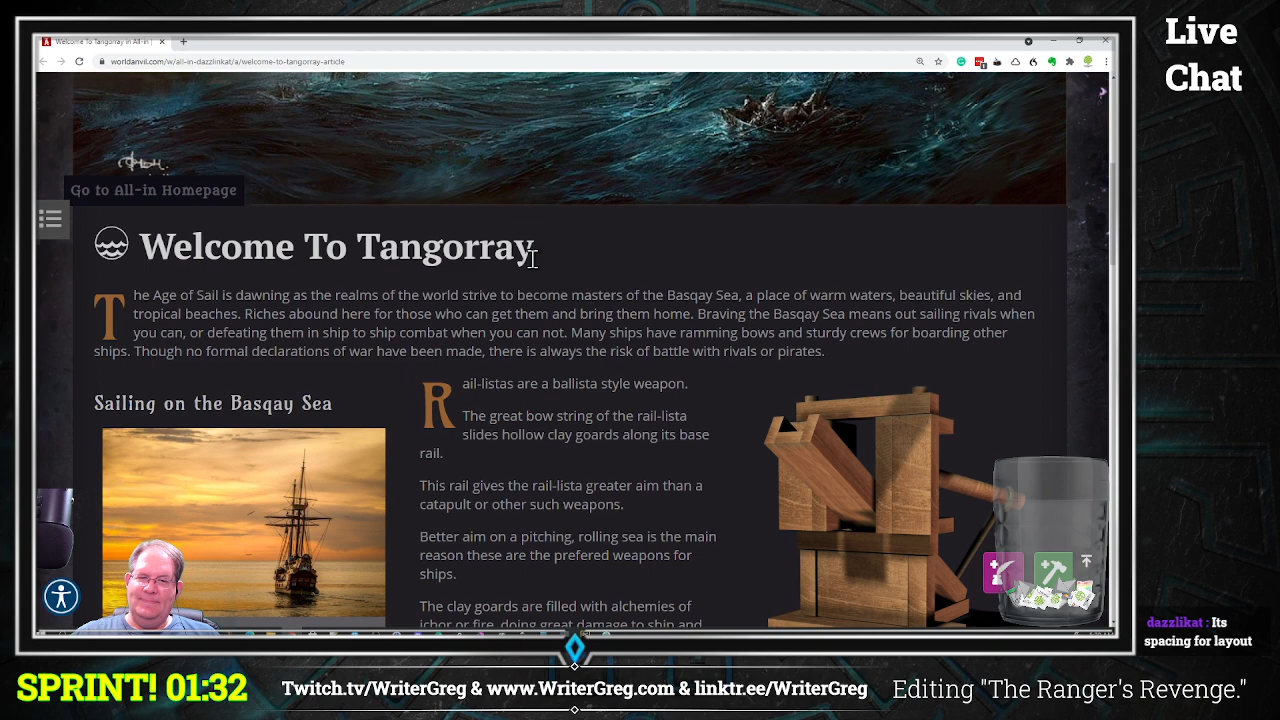 Welcome To Tangorray in All-in |
worldanvil.com/w/all-in-dazzlinkat/a/welcome-to-tangorray-article
Go to All-in Homepage
Welcome To Tangorray
The Age of Sail is dawning as the realms of the world strive to become masters of the Basqay Sea, a place of warm waters, beautiful skies, and
tropical beaches. Riches abound here for those who can get them and bring them home. Braving the Basqay Sea means out sailing rivals when
you can, or defeating them in ship to ship combat when you can not. Many ships have ramming bows and sturdy crews for boarding other
ships. Though no formal declarations of war have been made, there is always the risk of battle with rivals or pirates.
Sailing on the Basqay Sea
Rail-listas are a ballista style weapon.
The great bow string of the rail-lista
slides hollow clay goards along its base
rail.
This rail gives the rail-lista greater aim than a
catapult or other such weapons.
Better aim on a pitching, rolling sea is the main
reason these are the prefered weapons for
ships.
The clay goards are filled with alchemies of
ichor or fire, doing great damage to ship and
Live
Chat
dazzlikat : Its
spacing for layout
SPRINT! 01:32
Twitch.tv/WriterGreg & www.WriterGreg.com & linktr.ee/WriterGreg
Editing "The Ranger's Revenge."